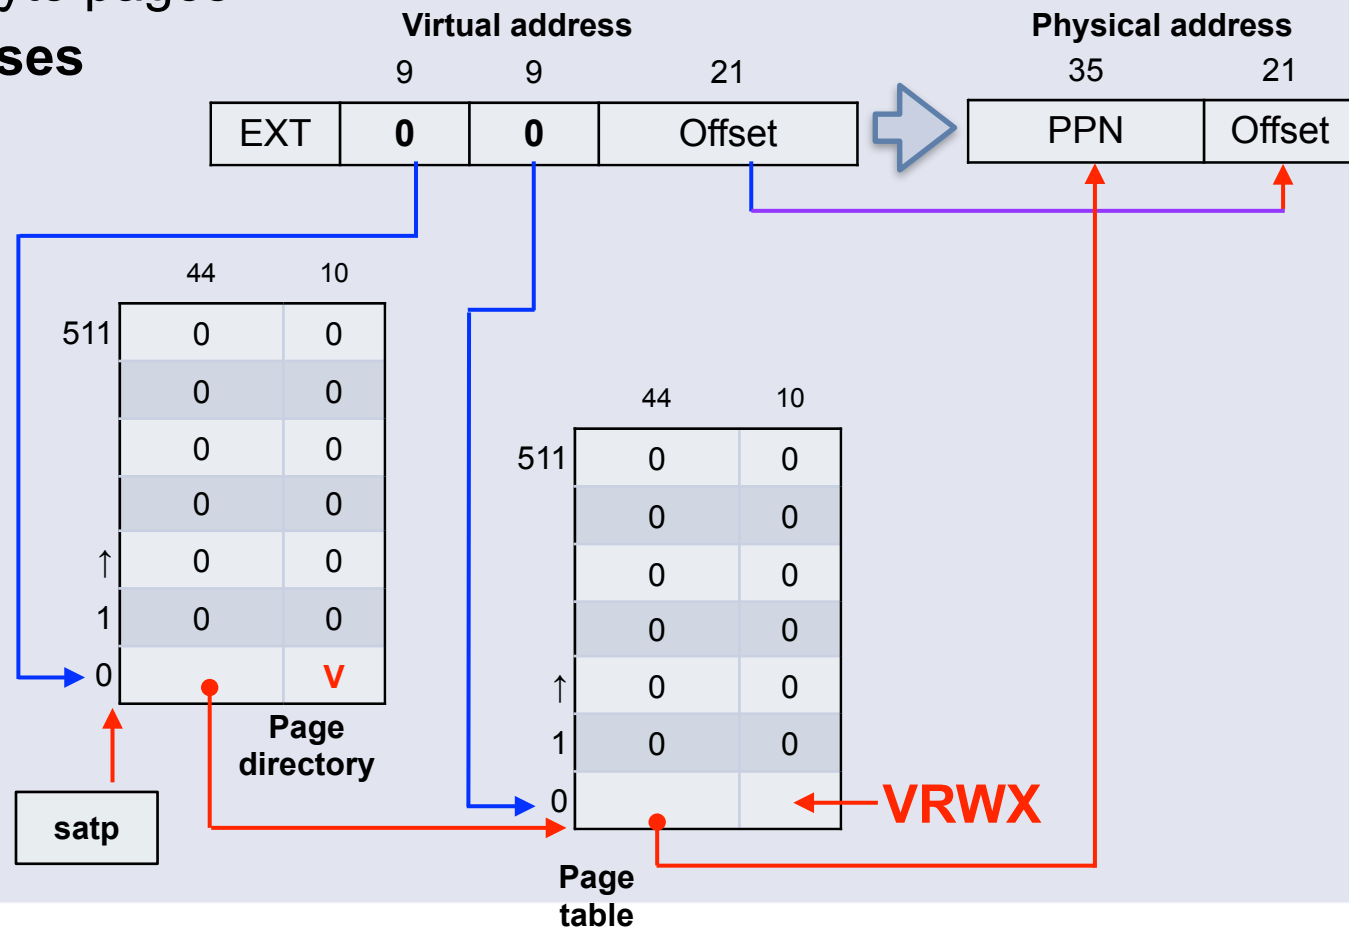 pages
Virtual address
Physical address
9 9 21
35 21
EXT 0 0 Offset
PPN Offset
44 10
511 0 0
0 0
0 0
0 0
↑ 0 0
1 0 0
0 V
Page
directory
satp
44 10
511 0 0
0 0
0 0
0 0
↑ 0 0
1 0 0
0
VRWX
Page
table